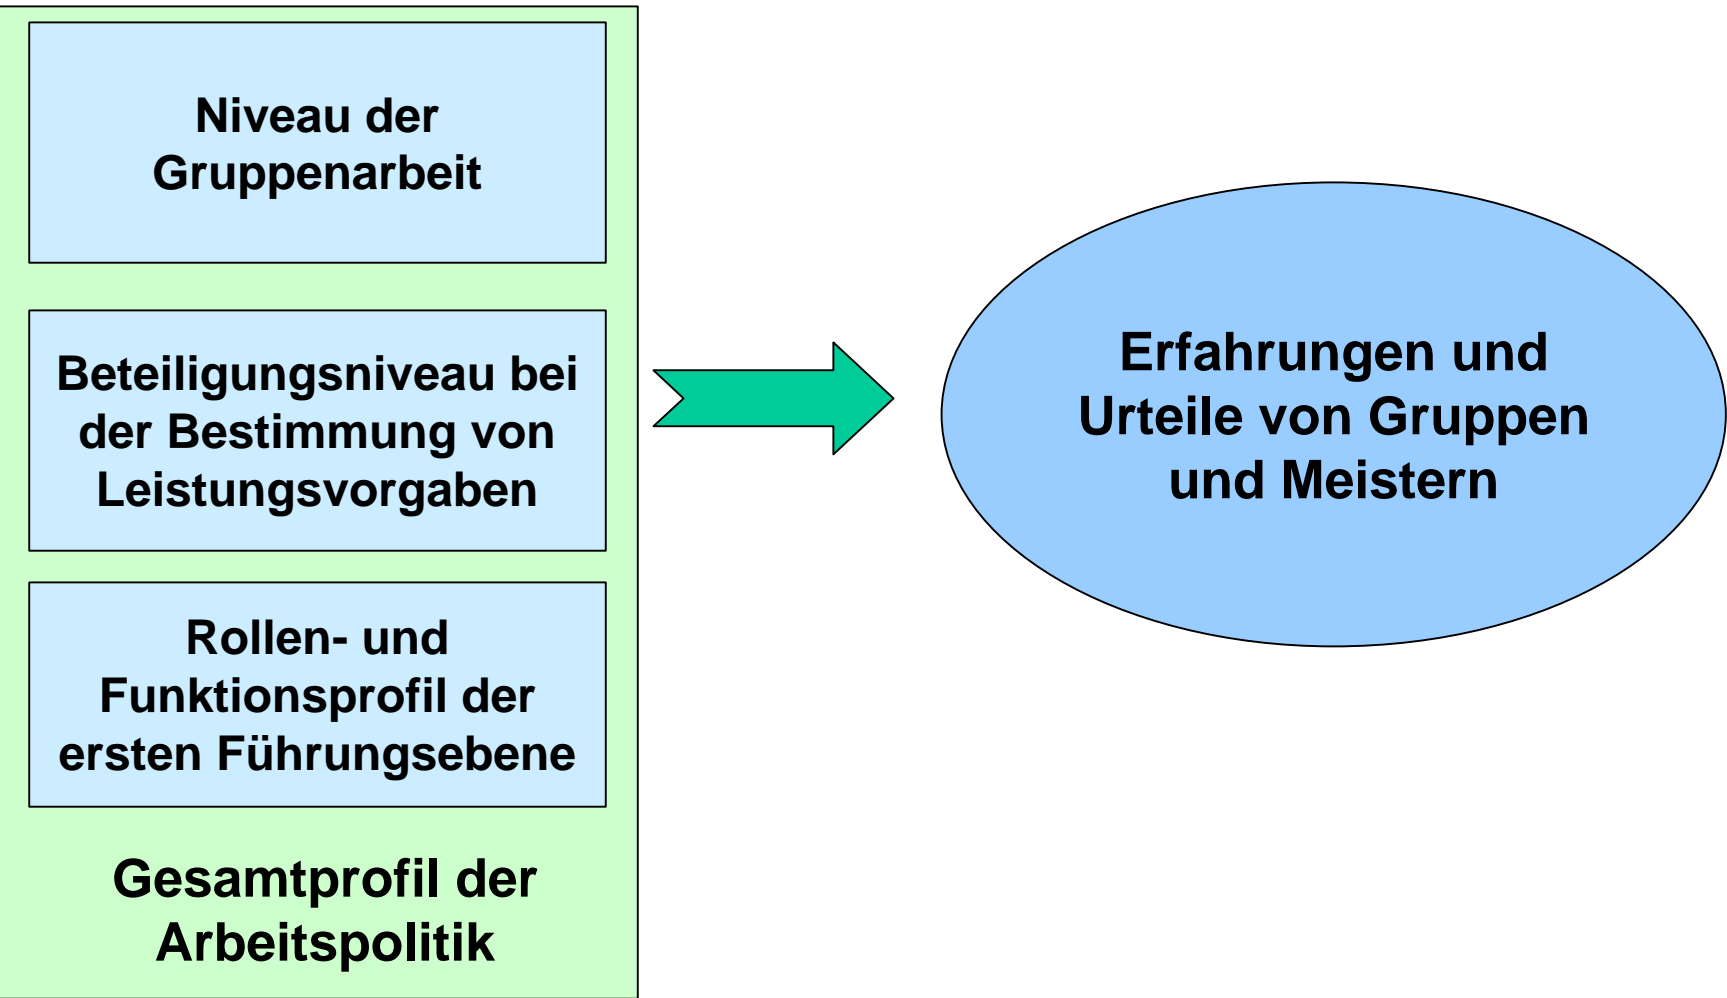 Niveau der
Gruppenarbeit
Beteiligungsniveau bei
der Bestimmung von
Leistungsvorgaben
Rollen- und
Funktionsprofil der
ersten Führungsebene
Gesamtprofil der
Arbeitspolitik
Erfahrungen und
Urteile von Gruppen
und Meistern